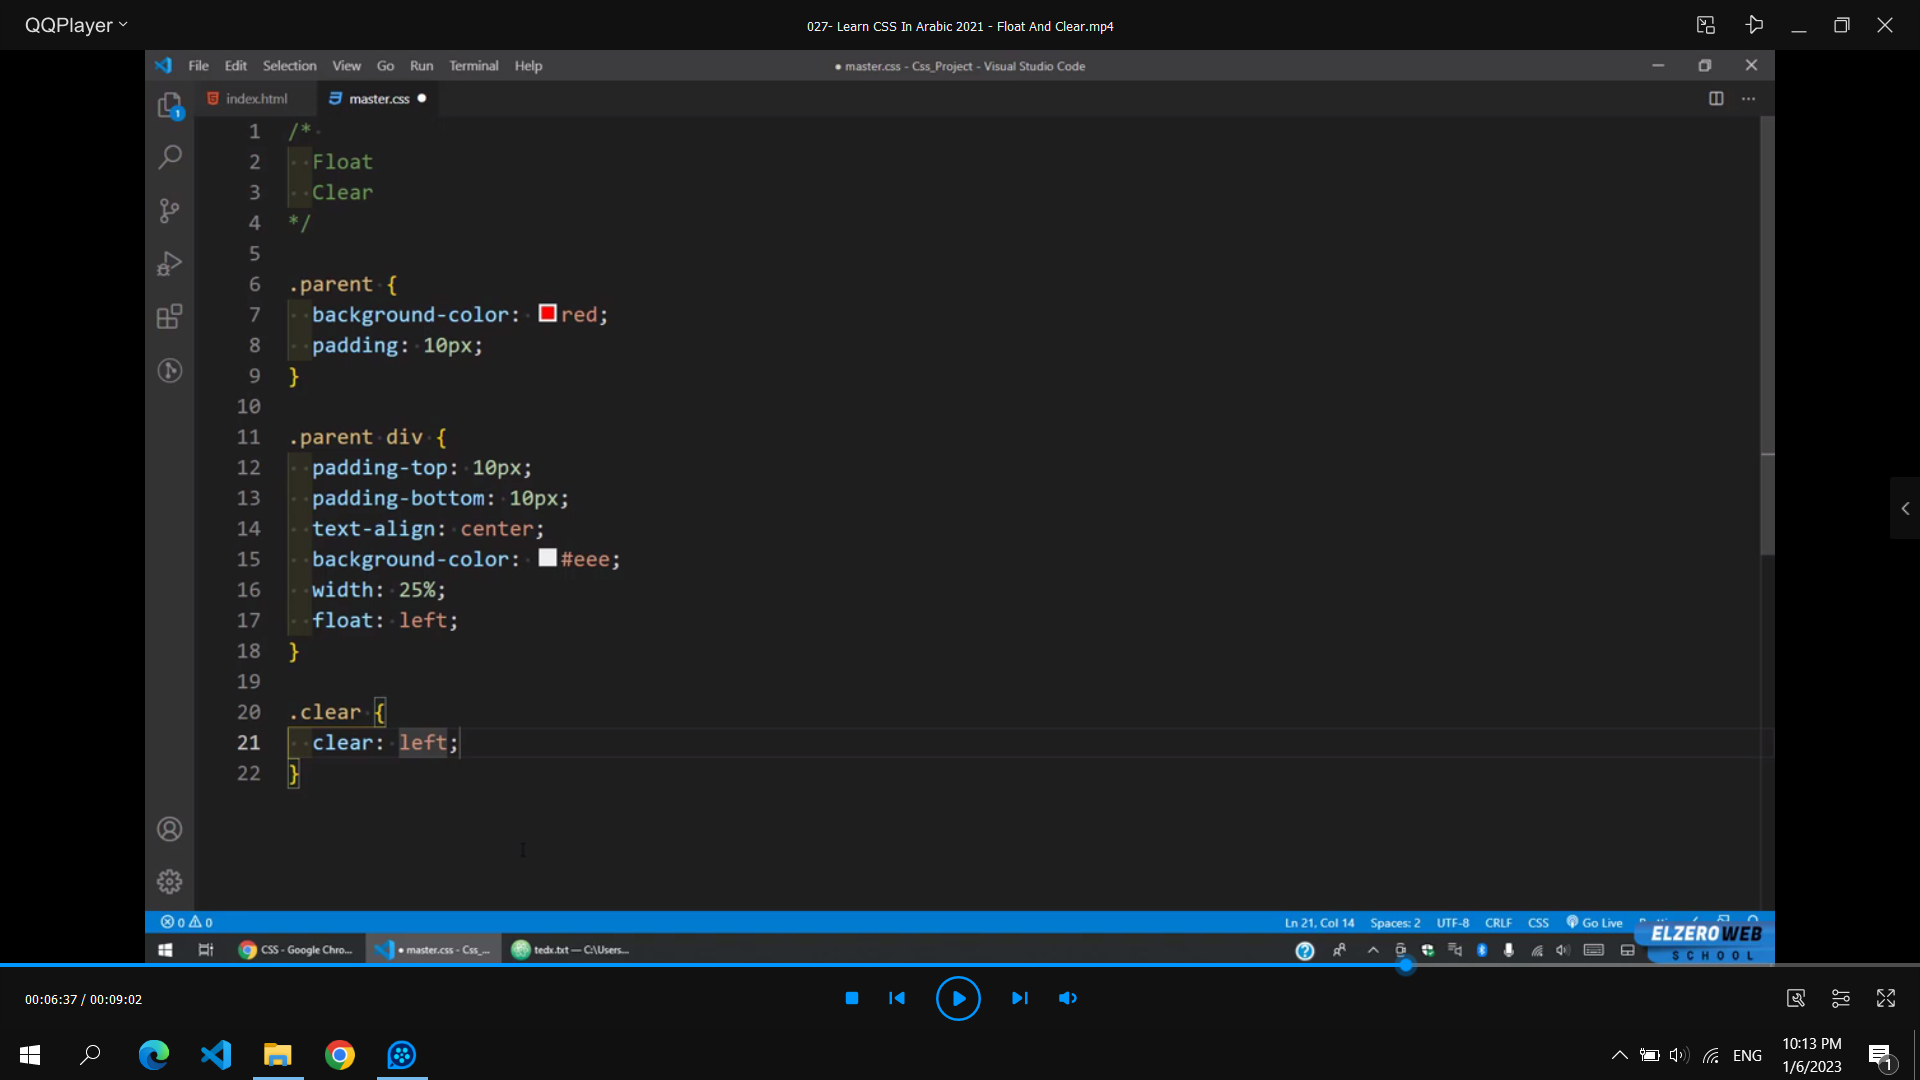 QQPlayer
027- Learn CSS In Arabic 2021 - Float And Clear.mp4
File Edit Selection View Go Run Terminal Help
● master.css - Css_Project - Visual Studio Code
1
index.html
master.css ●
1 /*
2 Float
3 Clear
4 */
5
6 .parent {
7 background-color: red;
8 padding: 10px;
9 }
10
11 .parent div {
12 padding-top: 10px;
13 padding-bottom: 10px;
14 text-align: center;
15 background-color: #eee;
16 width: 25%;
17 float: left;
18 }
19
20 .clear {
21 clear: left;
22 }
0 0
Ln 21, Col 14 Spaces: 2 UTF-8 CRLF CSS Go Live
CSS - Google Chro...
● master.css - Css_...
tedx.txt — C:\Users...
ELZEROWEB
SCHOOL
00:06:37 / 00:09:02
ENG
10:13 PM
1/6/2023
1